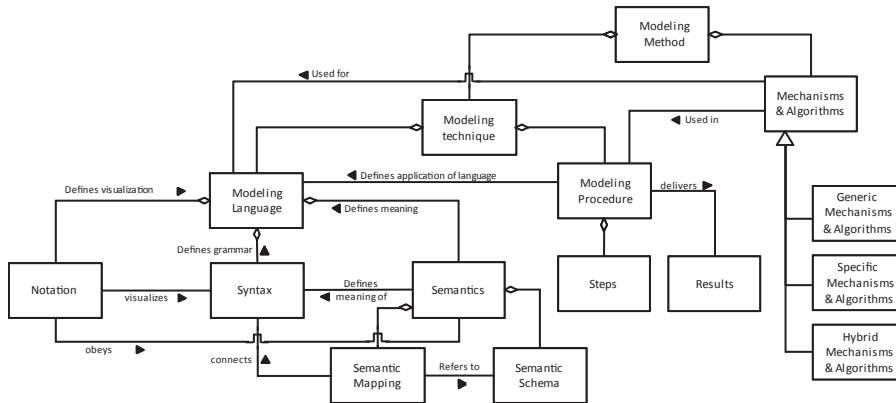 Modeling
Method
Used for
Mechanisms
& Algorithms
Modeling
technique
Used in
Defines application of language
Defines visualization
Modeling
Language
Modeling
Procedure
delivers
Defines meaning
Generic
Mechanisms
& Algorithms
Defines grammar
Notation
visualizes
Syntax
Defines
meaning of
Semantics
Steps
Results
Specific
Mechanisms
& Algorithms
obeys
connects
Semantic
Mapping
Refers to
Semantic
Schema
Hybrid
Mechanisms
& Algorithms